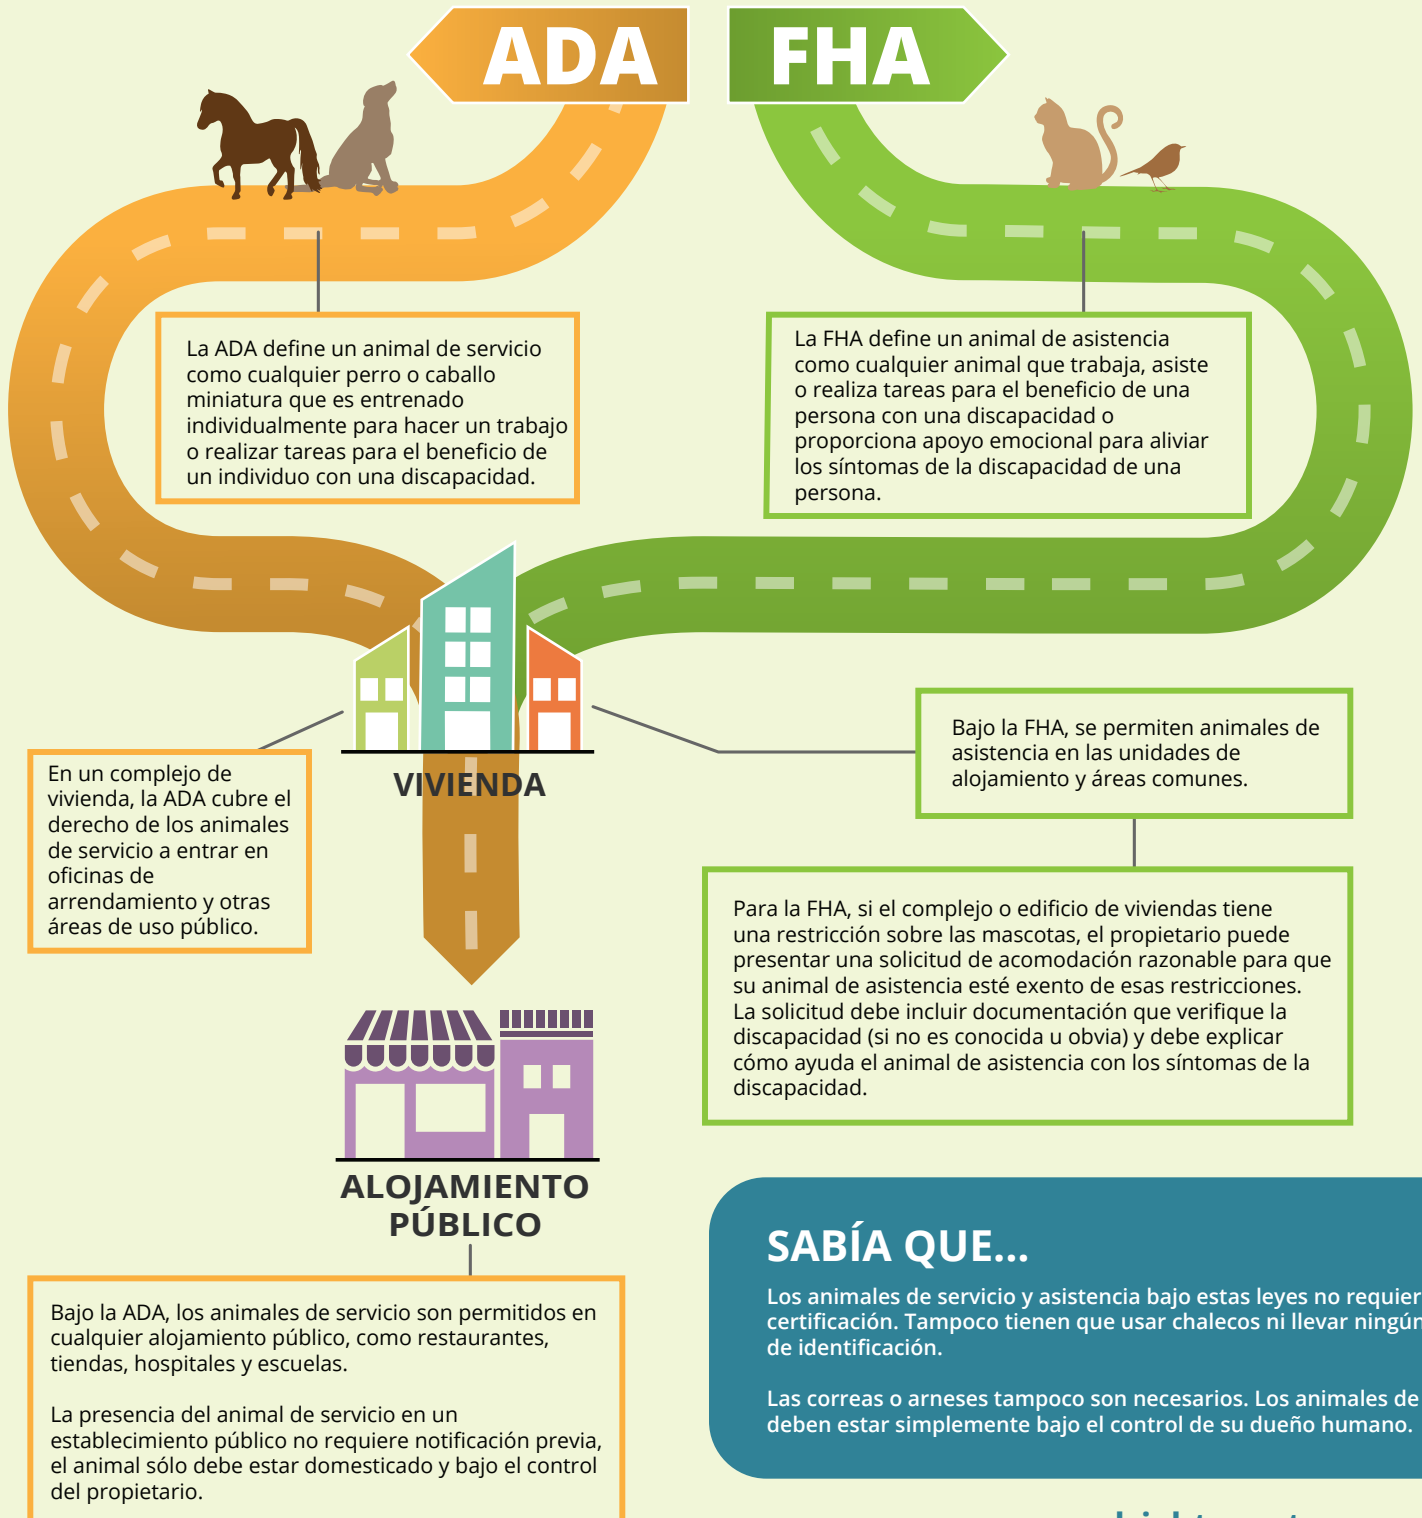 ADA
FHA
La ADA define un animal de servicio
como cualquier perro o caballo
miniatura que es entrenado
individualmente para hacer un trabajo
o realizar tareas para el beneficio de
un individuo con una discapacidad.
La FHA define un animal de asistencia
como cualquier animal que trabaja, asiste
o realiza tareas para el beneficio de una
persona con una discapacidad o
proporciona apoyo emocional para aliviar
los síntomas de la discapacidad de una
persona.
VIVIENDA
En un complejo de
vivienda, la ADA cubre el
derecho de los animales
de servicio a entrar en
oficinas de
arrendamiento y otras
áreas de uso público.
Bajo la FHA, se permiten animales de
asistencia en las unidades de
alojamiento y áreas comunes.
Para la FHA, si el complejo o edificio de viviendas tiene
una restricción sobre las mascotas, el propietario puede
presentar una solicitud de acomodación razonable para que
su animal de asistencia esté exento de esas restricciones.
La solicitud debe incluir documentación que verifique la
discapacidad (si no es conocida u obvia) y debe explicar
cómo ayuda el animal de asistencia con los síntomas de la
discapacidad.
ALOJAMIENTO
PÚBLICO
Bajo la ADA, los animales de servicio son permitidos en
cualquier alojamiento público, como restaurantes,
tiendas, hospitales y escuelas.
La presencia del animal de servicio en un
establecimiento público no requiere notificación previa,
el animal sólo debe estar domesticado y bajo el control
del propietario.
SABÍA QUE...
Los animales de servicio y asistencia bajo estas leyes no requier
certificación. Tampoco tienen que usar chalecos ni llevar ningún
de identificación.
Las correas o arneses tampoco son necesarios. Los animales de
deben estar simplemente bajo el control de su dueño humano.